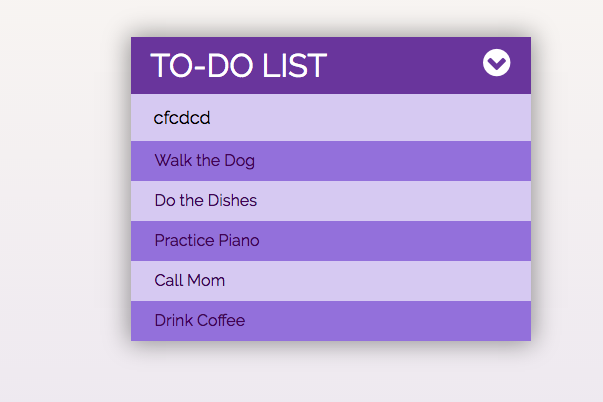 TO-DO LIST
cfcdcd
Walk the Dog
Do the Dishes
Practice Piano
Call Mom
Drink Coffee